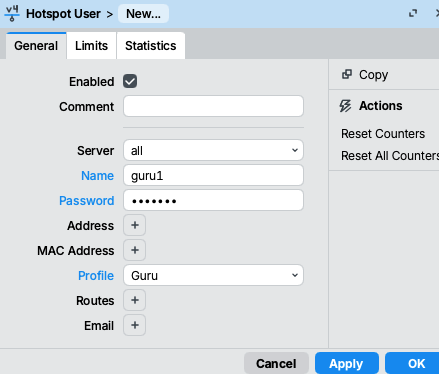 v4 Hotspot User > New...
General Limits Statistics
Enabled
Comment
Server all
Name guru1
Password •••••••
Address +
MAC Address +
Profile Guru
Routes +
Email +
Copy
Actions
Reset Counters
Reset All Counters
Cancel Apply OK